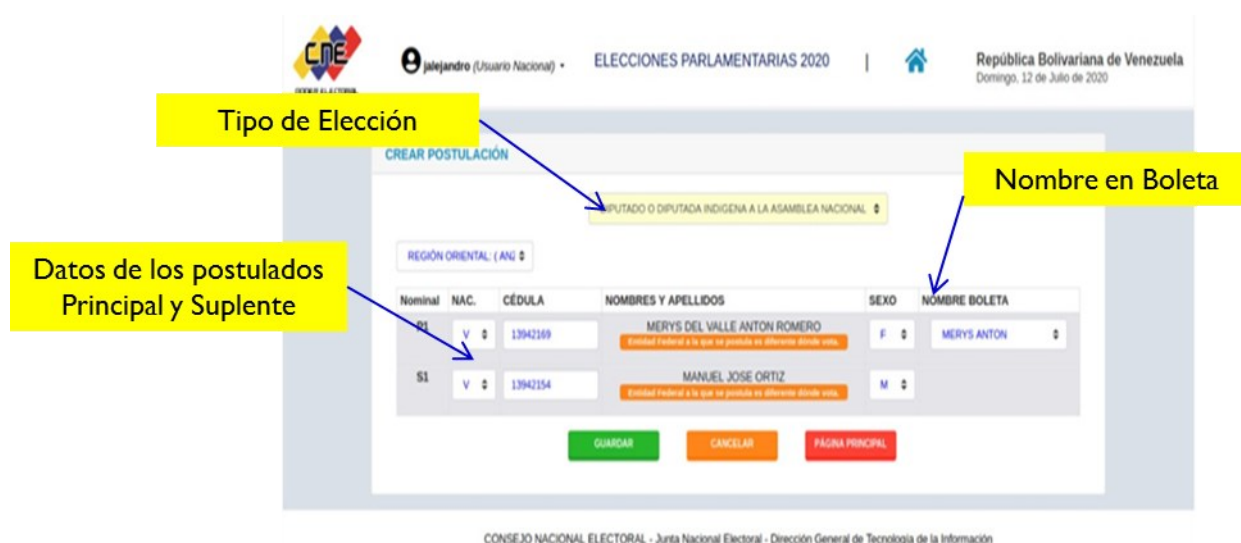 CNE
jalejandro (Usuario Nacional)
ELECCIONES PARLAMENTARIAS 2020 |
República Bolivariana de Venezuela
Domingo, 12 de Julio de 2020
Tipo de Elección
CREAR POSTULACIÓN
Nombre en Boleta
DIPUTADO O DIPUTADA INDIGENA A LA ASAMBLEA NACIONAL
Datos de los postulados
Principal y Suplente
REGIÓN ORIENTAL: ( ANZ
Nominal NAC. CÉDULA NOMBRES Y APELLIDOS SEXO NOMBRE BOLETA
P1 V 13942169 MERYS DEL VALLE ANTON ROMERO F MERYS ANTON
Entidad Federal a la que se postula es diferente dónde vota.
S1 V 13942154 MANUEL JOSE ORTIZ M
Entidad Federal a la que se postula es diferente dónde vota.
GUARDAR CANCELAR PÁGINA PRINCIPAL
CONSEJO NACIONAL ELECTORAL - Junta Nacional Electoral - Dirección General de Tecnología de la Información